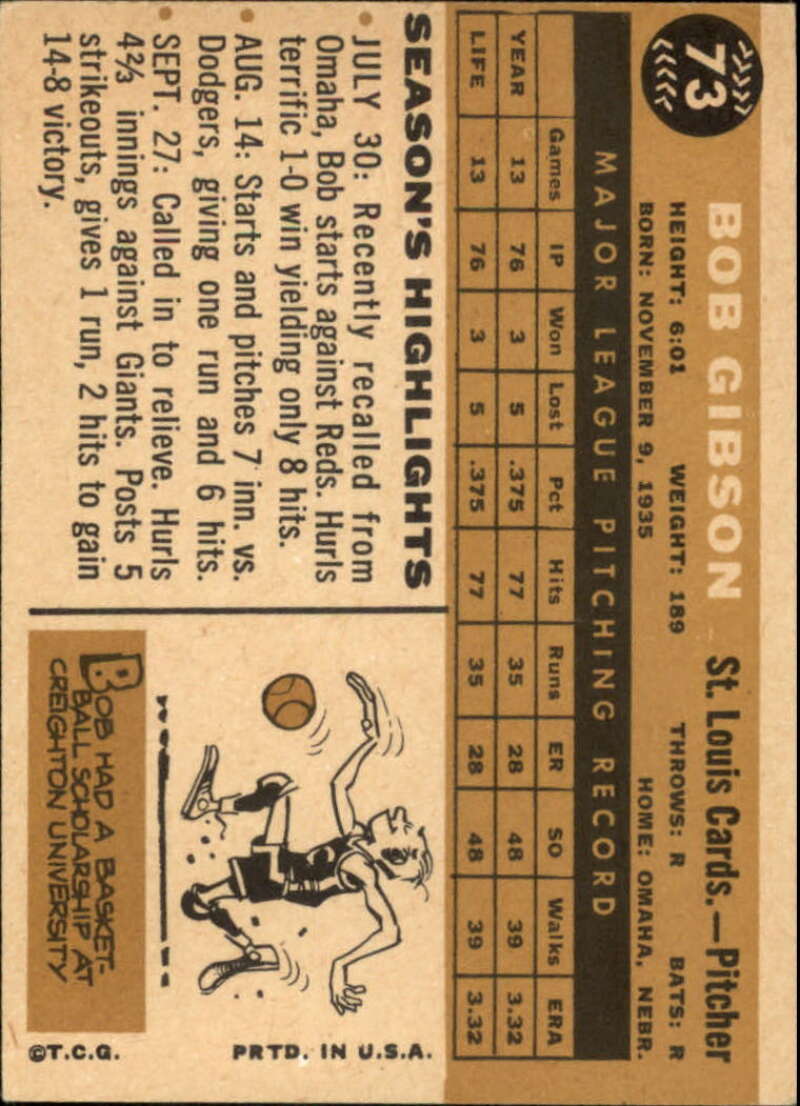 73
BOB GIBSON St. Louis Cards.—Pitcher
HEIGHT: 6:01 WEIGHT: 189 THROWS: R BATS: R
BORN: NOVEMBER 9, 1935 HOME: OMAHA, NEBR.
MAJOR LEAGUE PITCHING RECORD
Games IP Won Lost Pct Hits Runs ER SO Walks ERA
YEAR 13 76 3 5 .375 77 35 28 48 39 3.32
LIFE 13 76 3 5 .375 77 35 28 48 39 3.32
SEASON'S HIGHLIGHTS
• JULY 30: Recently recalled from
Omaha, Bob starts against Reds. Hurls
terrific 1-0 win yielding only 8 hits.
• AUG. 14: Starts and pitches 7 inn. vs.
Dodgers, giving one run and 6 hits.
• SEPT. 27: Called in to relieve. Hurls
4⅔ innings against Giants. Posts 5
strikeouts, gives 1 run, 2 hits to gain
14-8 victory.
BOB HAD A BASKET-
BALL SCHOLARSHIP AT
CREIGHTON UNIVERSITY
©T.C.G. PRTD. IN U.S.A.